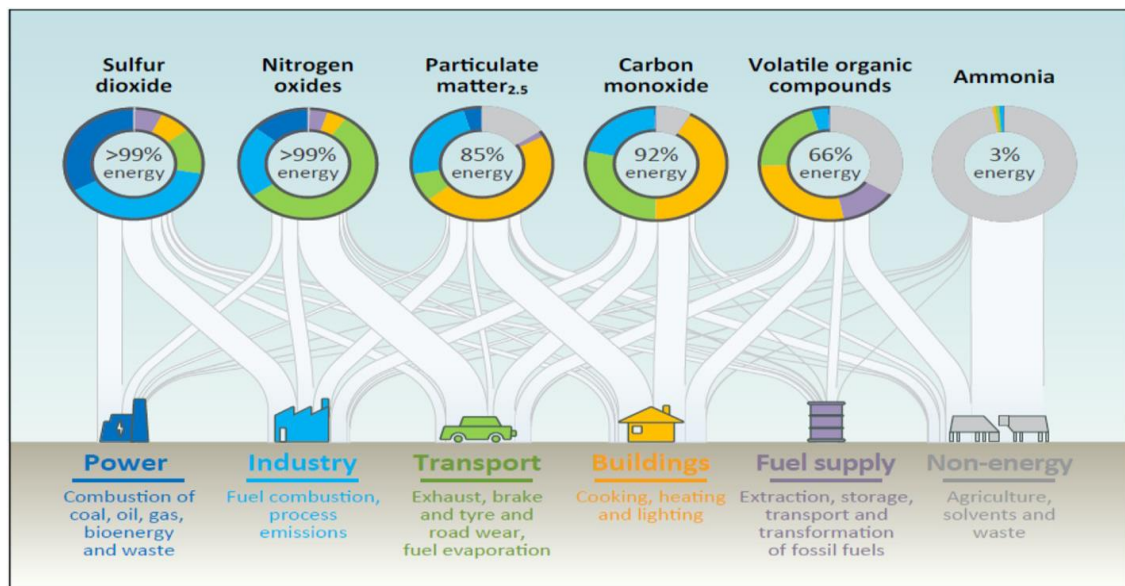 Sulfur
dioxide
Nitrogen
oxides
Particulate
matter₂.₅
Carbon
monoxide
Volatile organic
compounds
Ammonia
>99%
energy
>99%
energy
85%
energy
92%
energy
66%
energy
3%
energy
Power
Combustion of
coal, oil, gas,
bioenergy
and waste
Industry
Fuel combustion,
process
emissions
Transport
Exhaust, brake
and tyre and
road wear,
fuel evaporation
Buildings
Cooking, heating
and lighting
Fuel supply
Extraction, storage,
transport and
transformation
of fossil fuels
Non-energy
Agriculture,
solvents and
waste